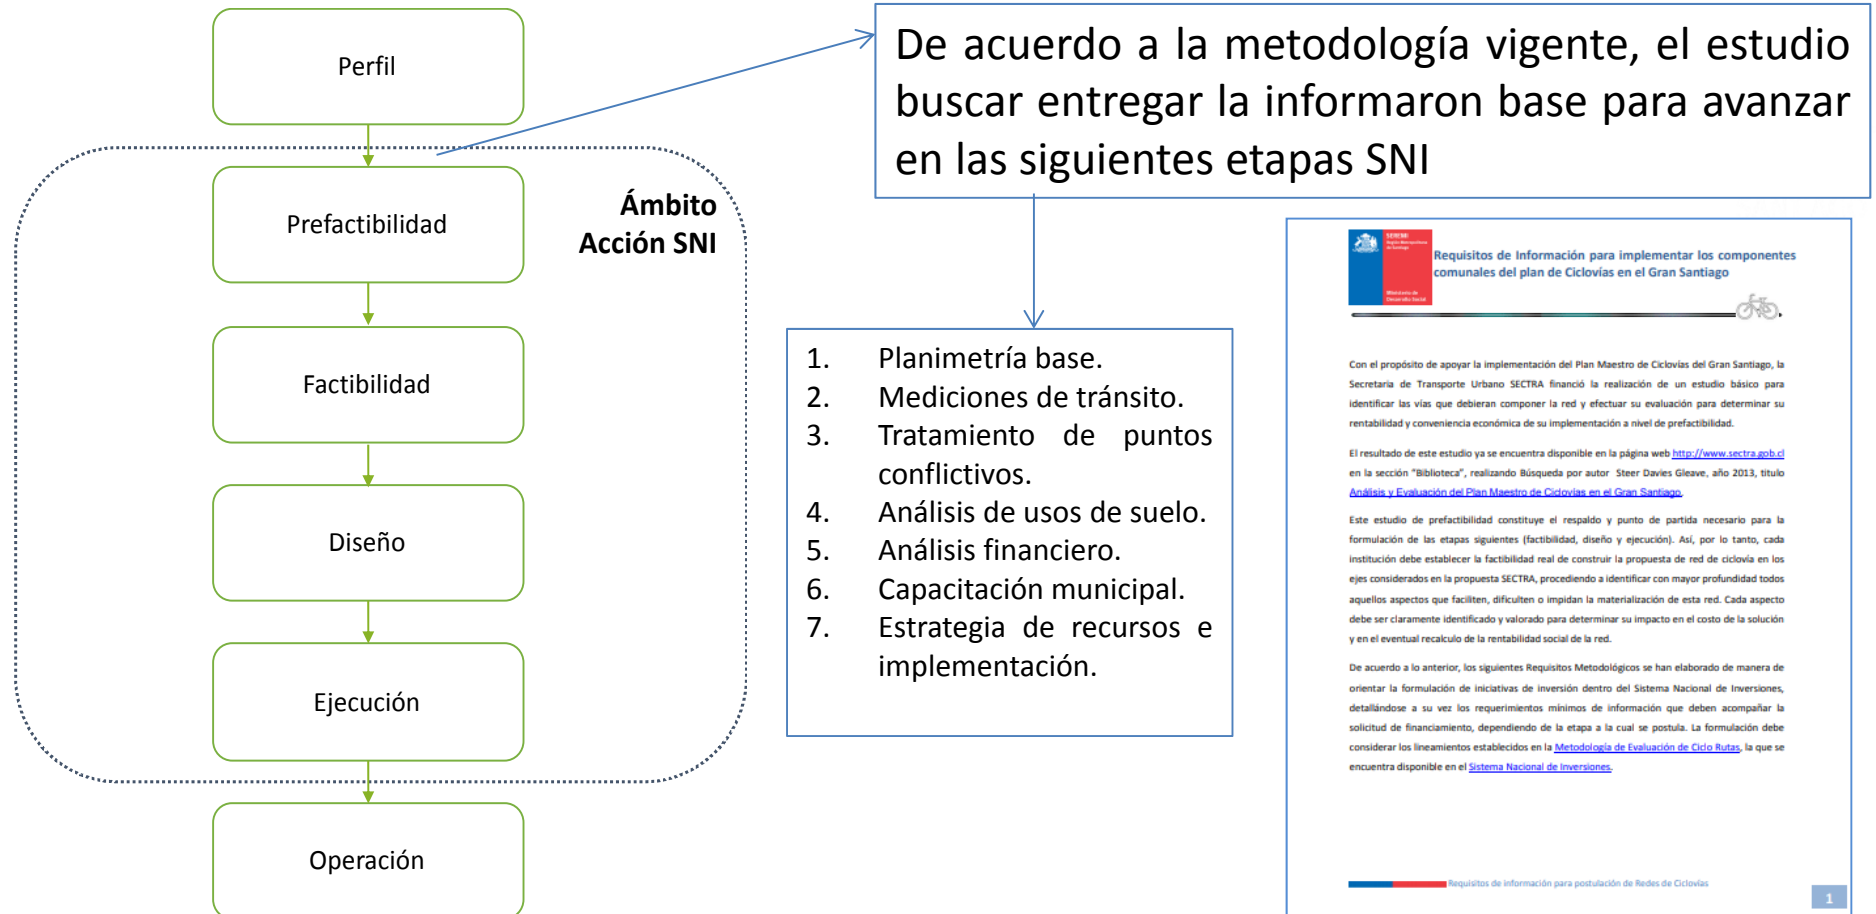 Perfil
Prefactibilidad
Ámbito
Acción SNI
Factibilidad
Diseño
Ejecución
Operación
De acuerdo a la metodología vigente, el estudio
buscar entregar la informaron base para avanzar
en las siguientes etapas SNI
1. Planimetría base.
2. Mediciones de tránsito.
3. Tratamiento de puntos
conflictivos.
4. Análisis de usos de suelo.
5. Análisis financiero.
6. Capacitación municipal.
7. Estrategia de recursos e
implementación.
SEREMI
Región Metropolitana
de Santiago
Ministerio de
Desarrollo Social
Requisitos de Información para implementar los componentes
comunales del plan de Ciclovías en el Gran Santiago
Con el propósito de apoyar la implementación del Plan Maestro de Ciclovías del Gran Santiago, la
Secretaria de Transporte Urbano SECTRA financió la realización de un estudio básico para
identificar las vías que debieran componer la red y efectuar su evaluación para determinar su
rentabilidad y conveniencia económica de su implementación a nivel de prefactibilidad.
El resultado de este estudio ya se encuentra disponible en la página web http://www.sectra.gob.cl
en la sección "Biblioteca", realizando Búsqueda por autor Steer Davies Gleave, año 2013, titulo
Análisis y Evaluación del Plan Maestro de Ciclovías en el Gran Santiago.
Este estudio de prefactibilidad constituye el respaldo y punto de partida necesario para la
formulación de las etapas siguientes (factibilidad, diseño y ejecución). Así, por lo tanto, cada
institución debe establecer la factibilidad real de construir la propuesta de red de ciclovía en los
ejes considerados en la propuesta SECTRA, procediendo a identificar con mayor profundidad todos
aquellos aspectos que faciliten, dificulten o impidan la materialización de esta red. Cada aspecto
debe ser claramente identificado y valorado para determinar su impacto en el costo de la solución
y en el eventual recalculo de la rentabilidad social de la red.
De acuerdo a lo anterior, los siguientes Requisitos Metodológicos se han elaborado de manera de
orientar la formulación de iniciativas de inversión dentro del Sistema Nacional de Inversiones,
detallándose a su vez los requerimientos mínimos de información que deben acompañar la
solicitud de financiamiento, dependiendo de la etapa a la cual se postula. La formulación debe
considerar los lineamientos establecidos en la Metodología de Evaluación de Ciclo Rutas, la que se
encuentra disponible en el Sistema Nacional de Inversiones.
Requisitos de información para postulación de Redes de Ciclovías
1